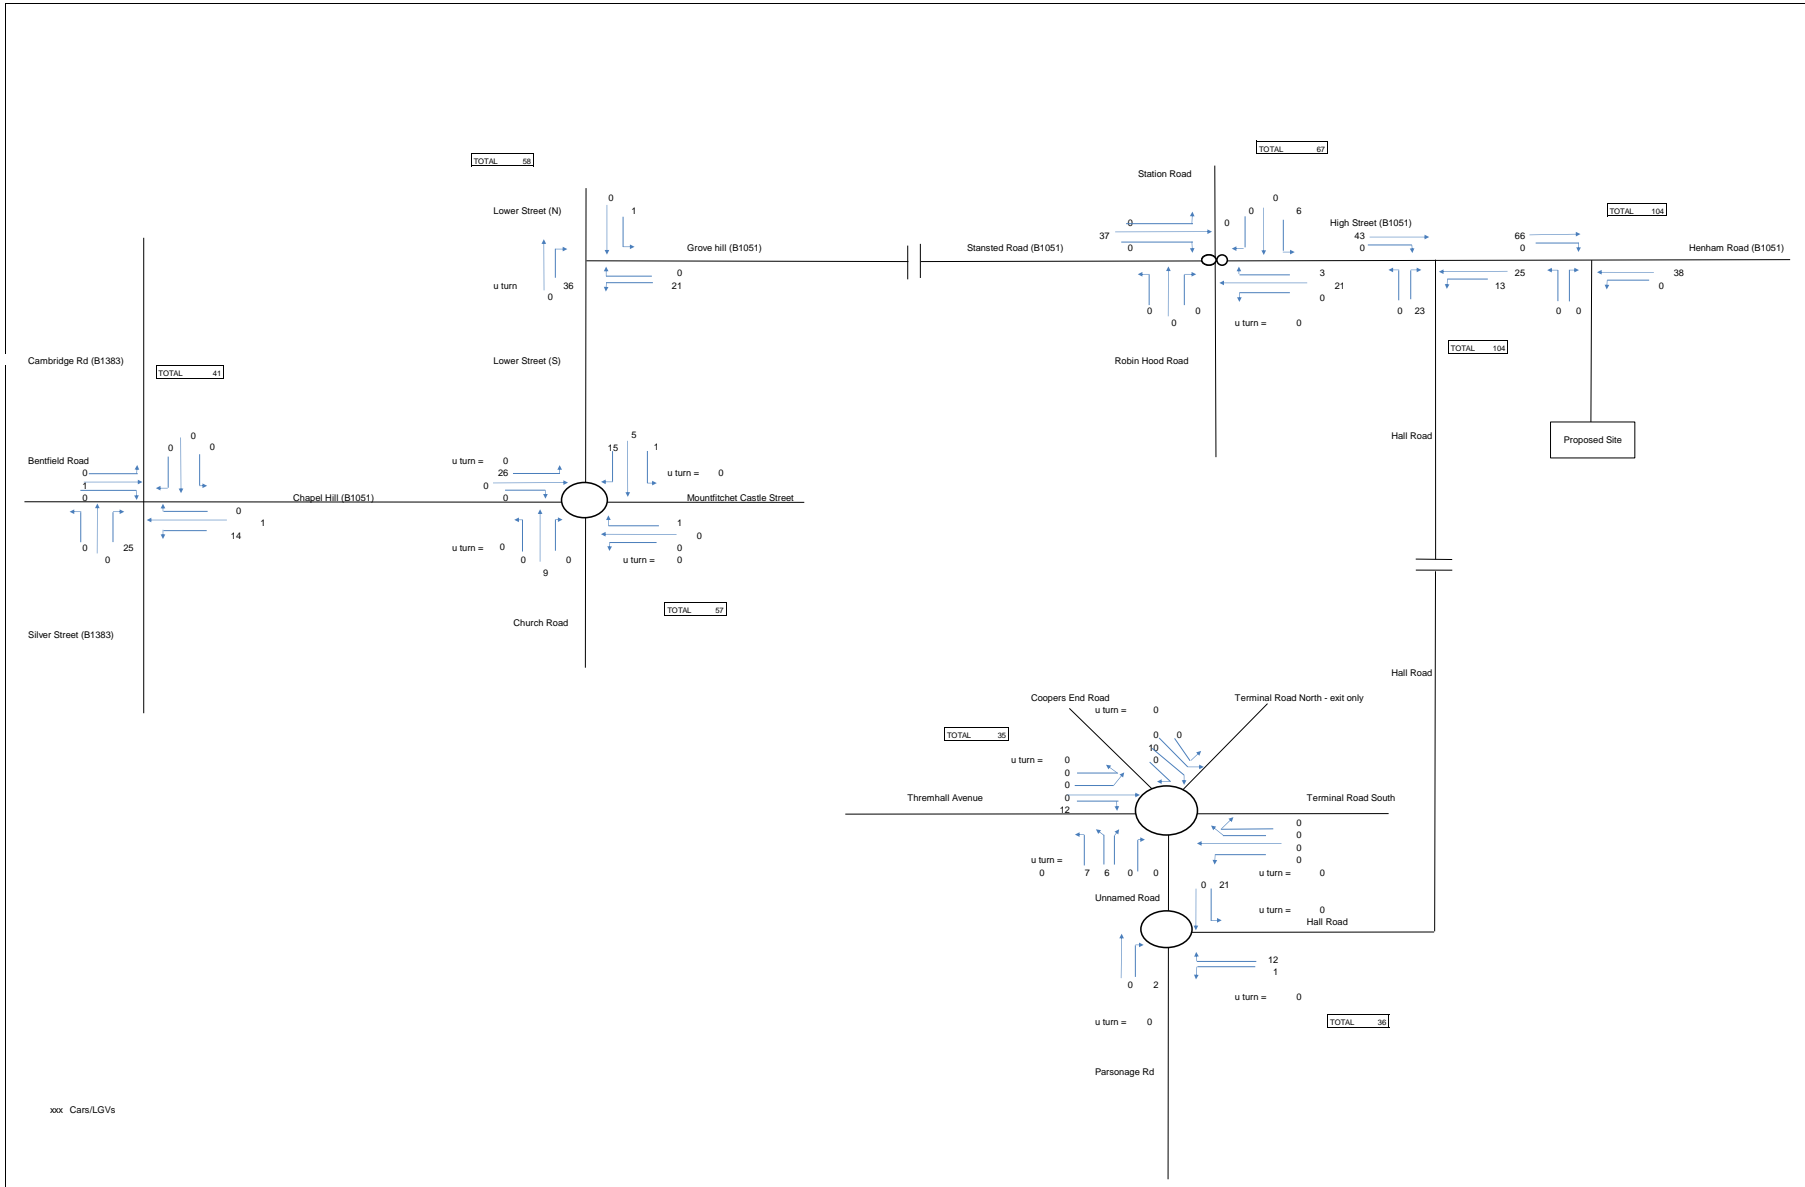 TOTAL 67
TOTAL 58
Station Road
0
0
1
Lower Street (N)
0 0 0 6
0
37
0
High Street (B1051)
43
0
66
0
TOTAL 104
Grove hill (B1051)
Stansted Road (B1051)
Henham Road (B1051)
u turn 36
0
0
21
3
21
0
25
13
38
0
0 0
0
0 23
0 0
u turn = 0
Cambridge Rd (B1383)
TOTAL 41
Lower Street (S)
Robin Hood Road
TOTAL 104
0
0 0
5
15 1
Hall Road
Proposed Site
Bentfield Road
0
1
0
u turn = 0
26
0
0
u turn = 0
Chapel Hill (B1051)
Mountfitchet Castle Street
0
1
14
1
0
0
0 25
0
u turn = 0
0 0
9
u turn = 0
TOTAL 57
Church Road
Silver Street (B1383)
Hall Road
Coopers End Road
Terminal Road North - exit only
u turn = 0
TOTAL 35
0 0
10
0
u turn = 0
0
0
0
12
Thremhall Avenue
Terminal Road South
0
0
0
0
u turn =
0 7 6 0 0
u turn = 0
Unnamed Road
0 21
u turn = 0
Hall Road
12
1
0 2
u turn = 0
u turn = 0
TOTAL 36
Parsonage Rd
xxx Cars/LGVs